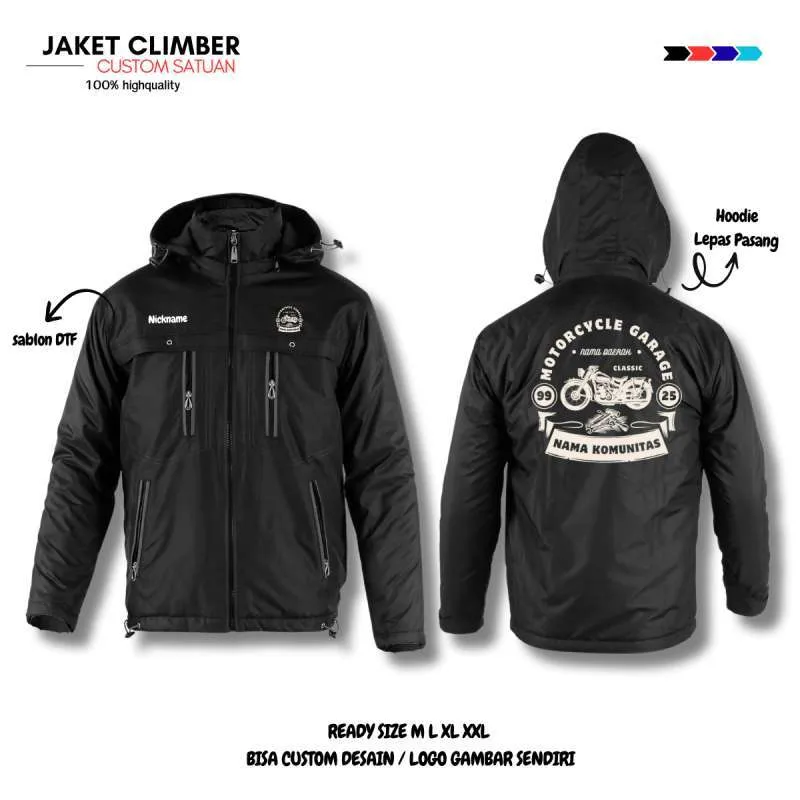 JAKET CLIMBER
CUSTOM SATUAN
100% highquality
Hoodie
Lepas Pasang
sablon DTF
Nickname
MOTORCYCLE GARAGE
NAMA DAERAH
CLASSIC
99
25
NAMA KOMUNITAS
READY SIZE M L XL XXL
BISA CUSTOM DESAIN / LOGO GAMBAR SENDIRI